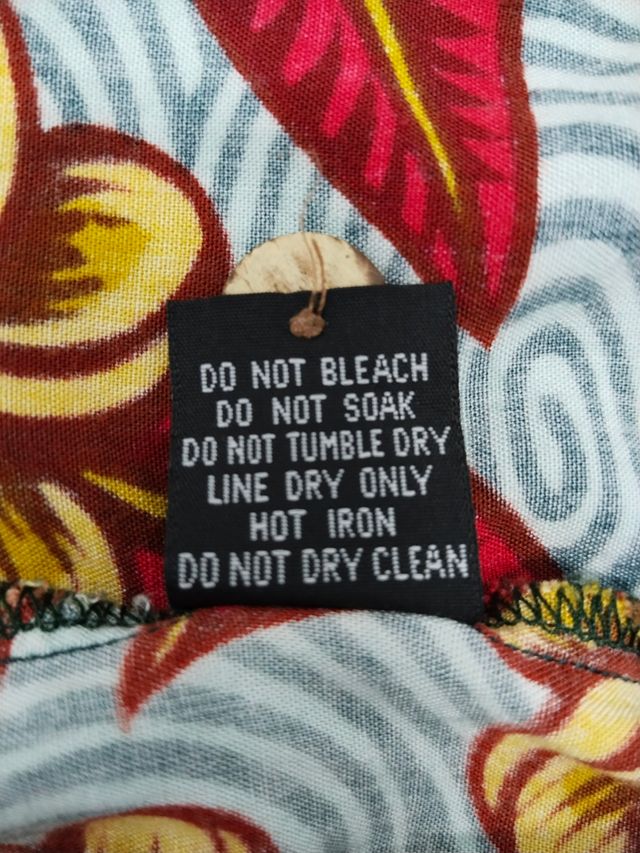 DO NOT BLEACH
DO NOT SOAK
DO NOT TUMBLE DRY
LINE DRY ONLY
HOT IRON
DO NOT DRY CLEAN